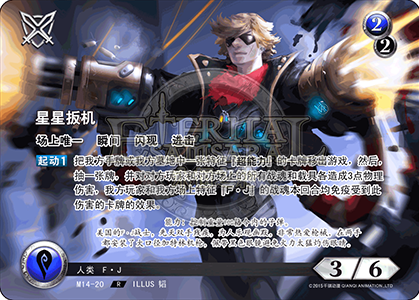 2
2
星星扳机
场上唯一 瞬间 闪现 进击
起动1 把我方手牌或我方墓地中一张特征『超能力』的卡牌移出游戏，然后，
抽一张牌，并对对方玩家和对方场上的所有战魂和载具各造成3点物理
伤害，我方玩家和我方场上特征『F·J』的战魂本回合均免疫受到此
伤害的卡牌的效果。
人类 F·J
M14-20 R ILLUS 韬
3/6
©2015千骐动漫 QIANQI ANIMATION.,LTD